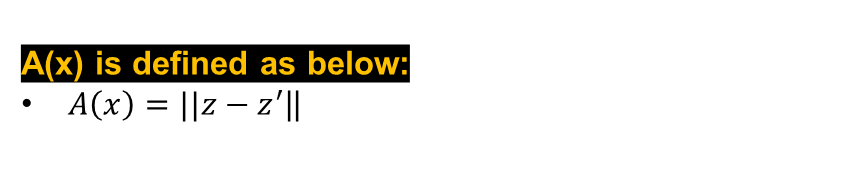 A(x) is defined as below:
• A(x) = ||z − z′||